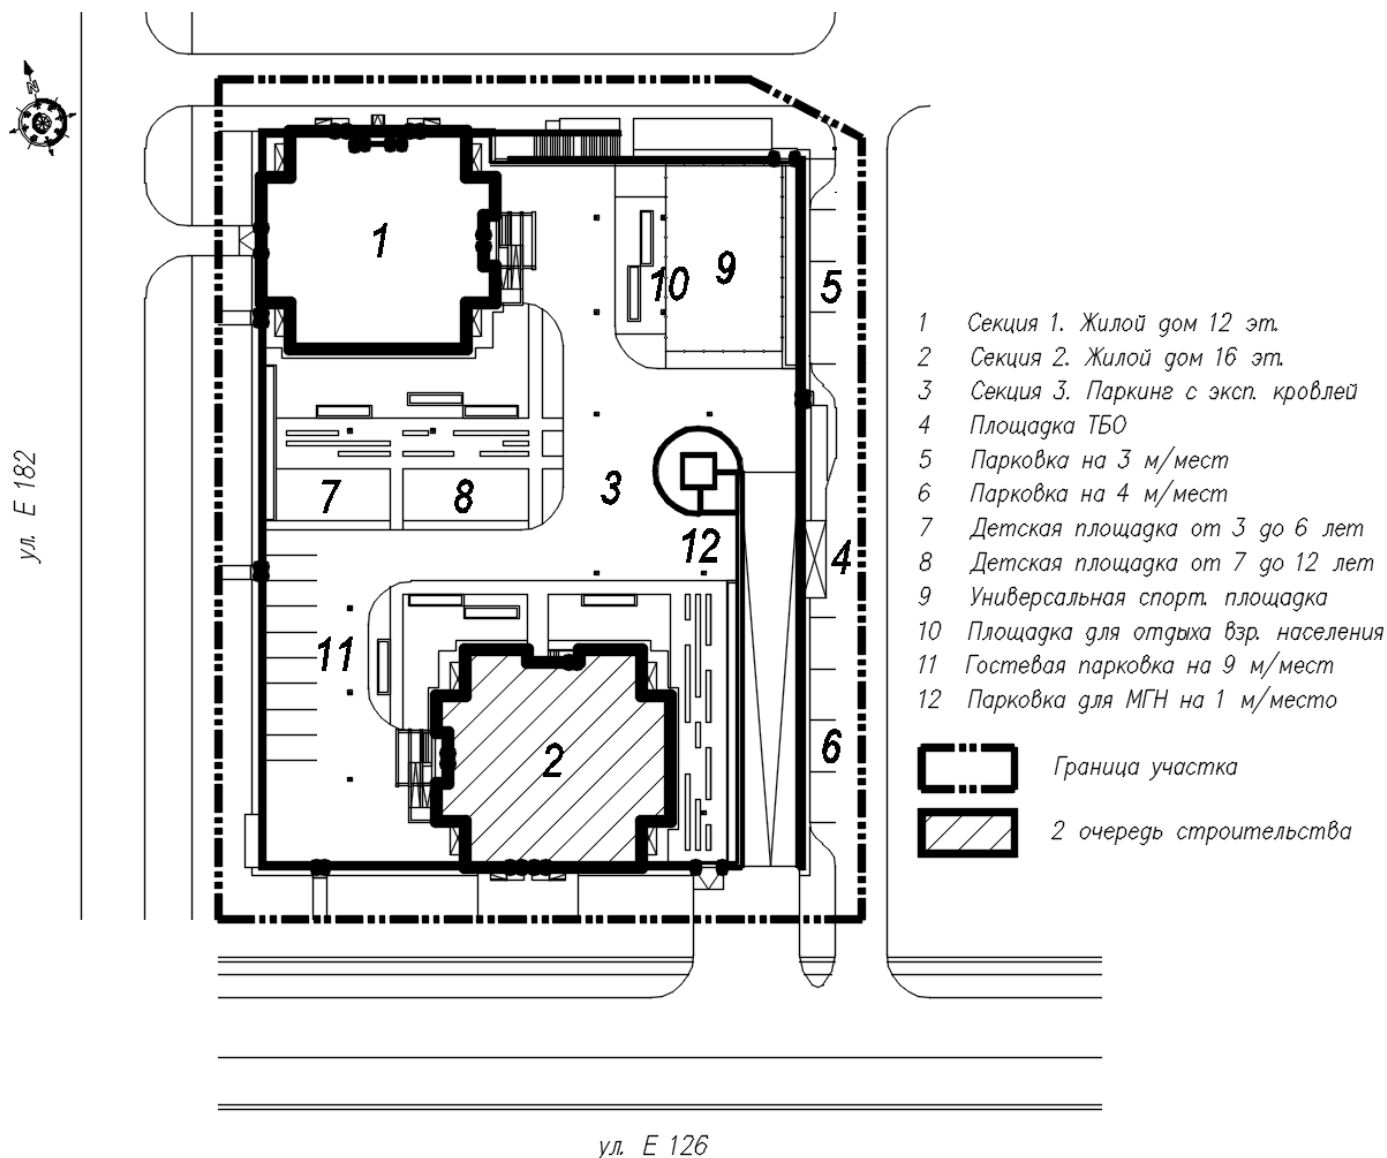 N
1
9
10
5
1 Секция 1. Жилой дом 12 эт.
2 Секция 2. Жилой дом 16 эт.
3 Секция 3. Паркинг с эксп. кровлей
4 Площадка ТБО
5 Парковка на 3 м/мест
6 Парковка на 4 м/мест
7 Детская площадка от 3 до 6 лет
8 Детская площадка от 7 до 12 лет
9 Универсальная спорт. площадка
10 Площадка для отдыха взр. населения
11 Гостевая парковка на 9 м/мест
12 Парковка для МГН на 1 м/место
Граница участка
2 очередь строительства
ул. Е 182
7
8
3
12
4
11
2
6
ул. Е 126